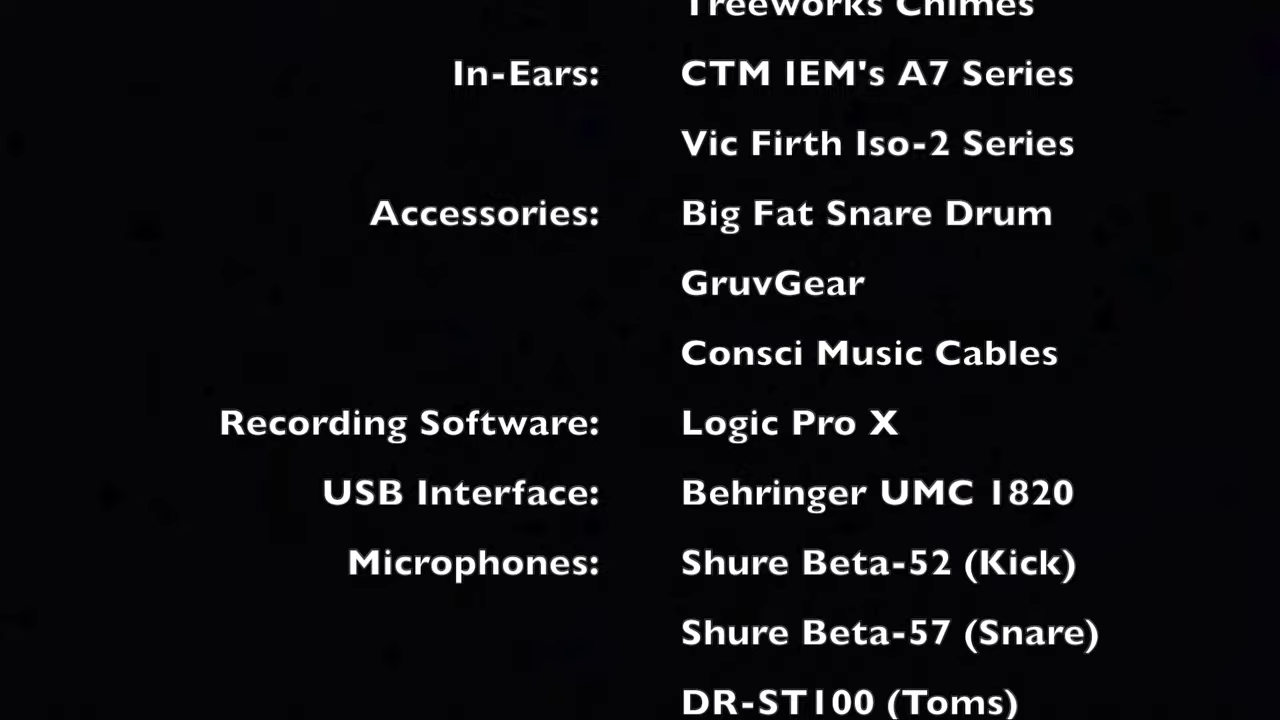 Treeworks Chimes
In-Ears: CTM IEM's A7 Series
Vic Firth Iso-2 Series
Accessories: Big Fat Snare Drum
GruvGear
Consci Music Cables
Recording Software: Logic Pro X
USB Interface: Behringer UMC 1820
Microphones: Shure Beta-52 (Kick)
Shure Beta-57 (Snare)
DR-ST100 (Toms)